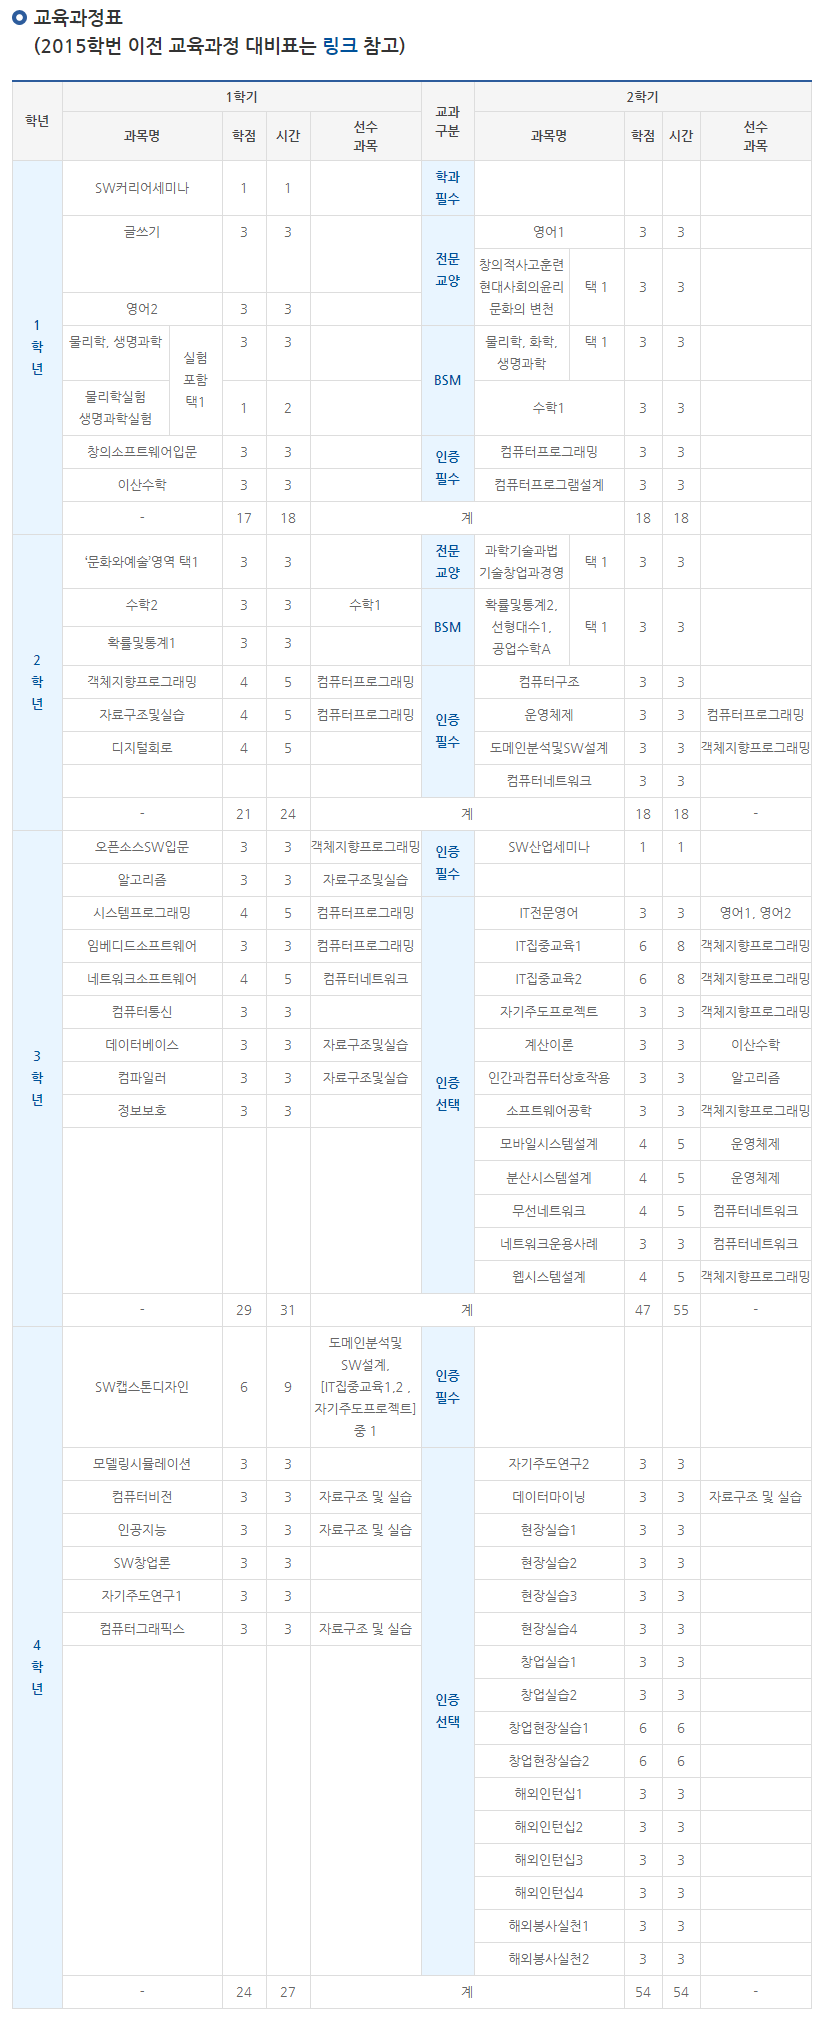 교육과정표
(2015학번 이전 교육과정 대비표는 링크 참고)
학년 1학기 교과 구분 2학기
과목명 학점 시간 선수 과목 과목명 학점 시간 선수 과목
1 학 년
SW커리어세미나 1 1 학과 필수
글쓰기 3 3 전문 교양 영어1 3 3
창의적사고훈련
현대사회의윤리 택 1 3 3
문화의 변천
영어2 3 3
물리학, 생명과학 실험 포함 택1 3 3 BSM 물리학, 화학, 생명과학 택 1 3 3
물리학실험 생명과학실험 1 2 수학1 3 3
창의소프트웨어입문 3 3 인증 필수 컴퓨터프로그래밍 3 3
이산수학 3 3 컴퓨터프로그램설계 3 3
- 17 18 계 18 18
2 학 년
‘문화와예술’영역 택1 3 3 전문 교양 과학기술과법 기술창업과경영 택 1 3 3
수학2 3 3 수학1 BSM 확률및통계2, 선형대수1, 공업수학A 택 1 3 3
확률및통계1 3 3
객체지향프로그래밍 4 5 컴퓨터프로그래밍 인증 필수 컴퓨터구조 3 3
자료구조및실습 4 5 컴퓨터프로그래밍 운영체제 3 3 컴퓨터프로그래밍
디지털회로 4 5 도메인분석및SW설계 3 3 객체지향프로그래밍
컴퓨터네트워크 3 3
- 21 24 계 18 18 -
3 학 년
오픈소스SW입문 3 3 객체지향프로그래밍 인증 필수 SW산업세미나 1 1
알고리즘 3 3 자료구조및실습
시스템프로그래밍 4 5 컴퓨터프로그래밍 인증 선택 IT전문영어 3 3 영어1, 영어2
임베디드소프트웨어 3 3 컴퓨터프로그래밍 IT집중교육1 6 8 객체지향프로그래밍
네트워크소프트웨어 4 5 컴퓨터네트워크 IT집중교육2 6 8 객체지향프로그래밍
컴퓨터통신 3 3 자기주도프로젝트 3 3 객체지향프로그래밍
데이터베이스 3 3 자료구조및실습 계산이론 3 3 이산수학
컴파일러 3 3 자료구조및실습 인간과컴퓨터상호작용 3 3 알고리즘
정보보호 3 3 소프트웨어공학 3 3 객체지향프로그래밍
모바일시스템설계 4 5 운영체제
분산시스템설계 4 5 운영체제
무선네트워크 4 5 컴퓨터네트워크
네트워크운용사례 3 3 컴퓨터네트워크
웹시스템설계 4 5 객체지향프로그래밍
- 29 31 계 47 55 -
4 학 년
SW캡스톤디자인 6 9 도메인분석및 SW설계, [IT집중교육1,2 , 자기주도프로젝트] 중 1 인증 필수
모델링시뮬레이션 3 3 인증 선택 자기주도연구2 3 3
컴퓨터비전 3 3 자료구조 및 실습 데이터마이닝 3 3 자료구조 및 실습
인공지능 3 3 자료구조 및 실습 현장실습1 3 3
SW창업론 3 3 현장실습2 3 3
자기주도연구1 3 3 현장실습3 3 3
컴퓨터그래픽스 3 3 자료구조 및 실습 현장실습4 3 3
창업실습1 3 3
창업실습2 3 3
창업현장실습1 6 6
창업현장실습2 6 6
해외인턴십1 3 3
해외인턴십2 3 3
해외인턴십3 3 3
해외인턴십4 3 3
해외봉사실천1 3 3
해외봉사실천2 3 3
- 24 27 계 54 54 -